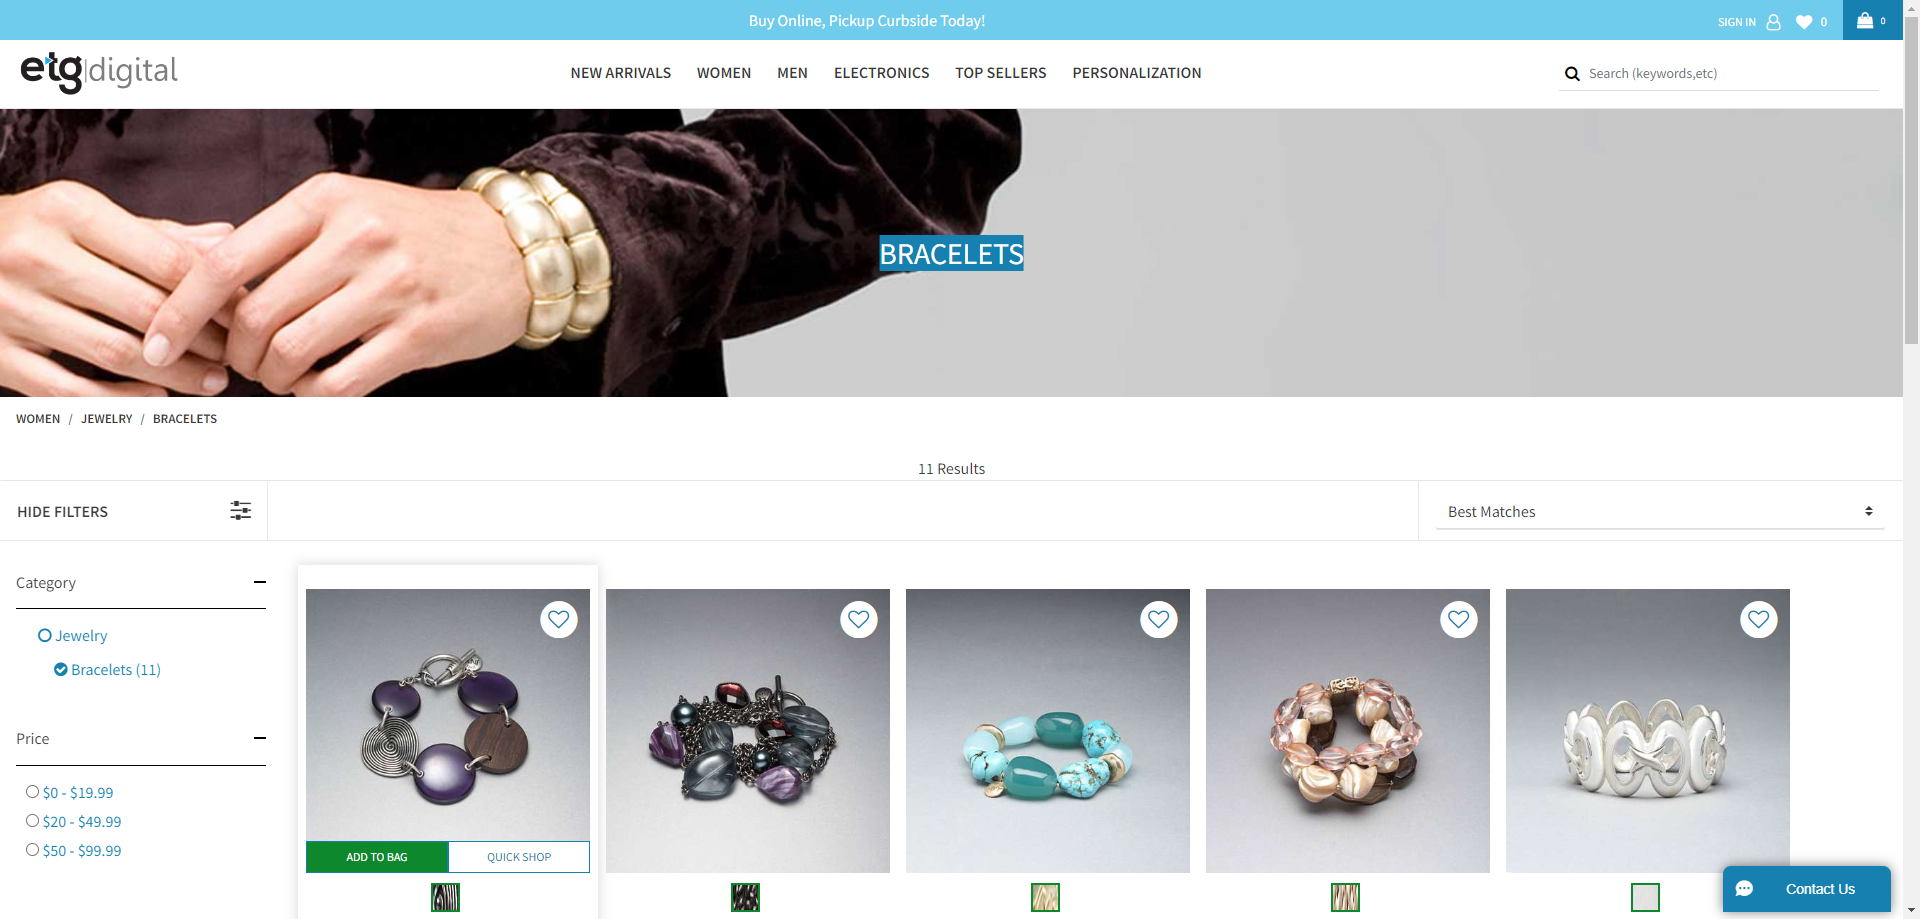 Buy Online, Pickup Curbside Today!
SIGN IN 0 0
etg|digital
NEW ARRIVALS WOMEN MEN ELECTRONICS TOP SELLERS PERSONALIZATION
Search (keywords,etc)
BRACELETS
WOMEN / JEWELRY / BRACELETS
11 Results
HIDE FILTERS
Best Matches
Category
Jewelry
Bracelets (11)
Price
$0 - $19.99
$20 - $49.99
$50 - $99.99
ADD TO BAG QUICK SHOP
Contact Us